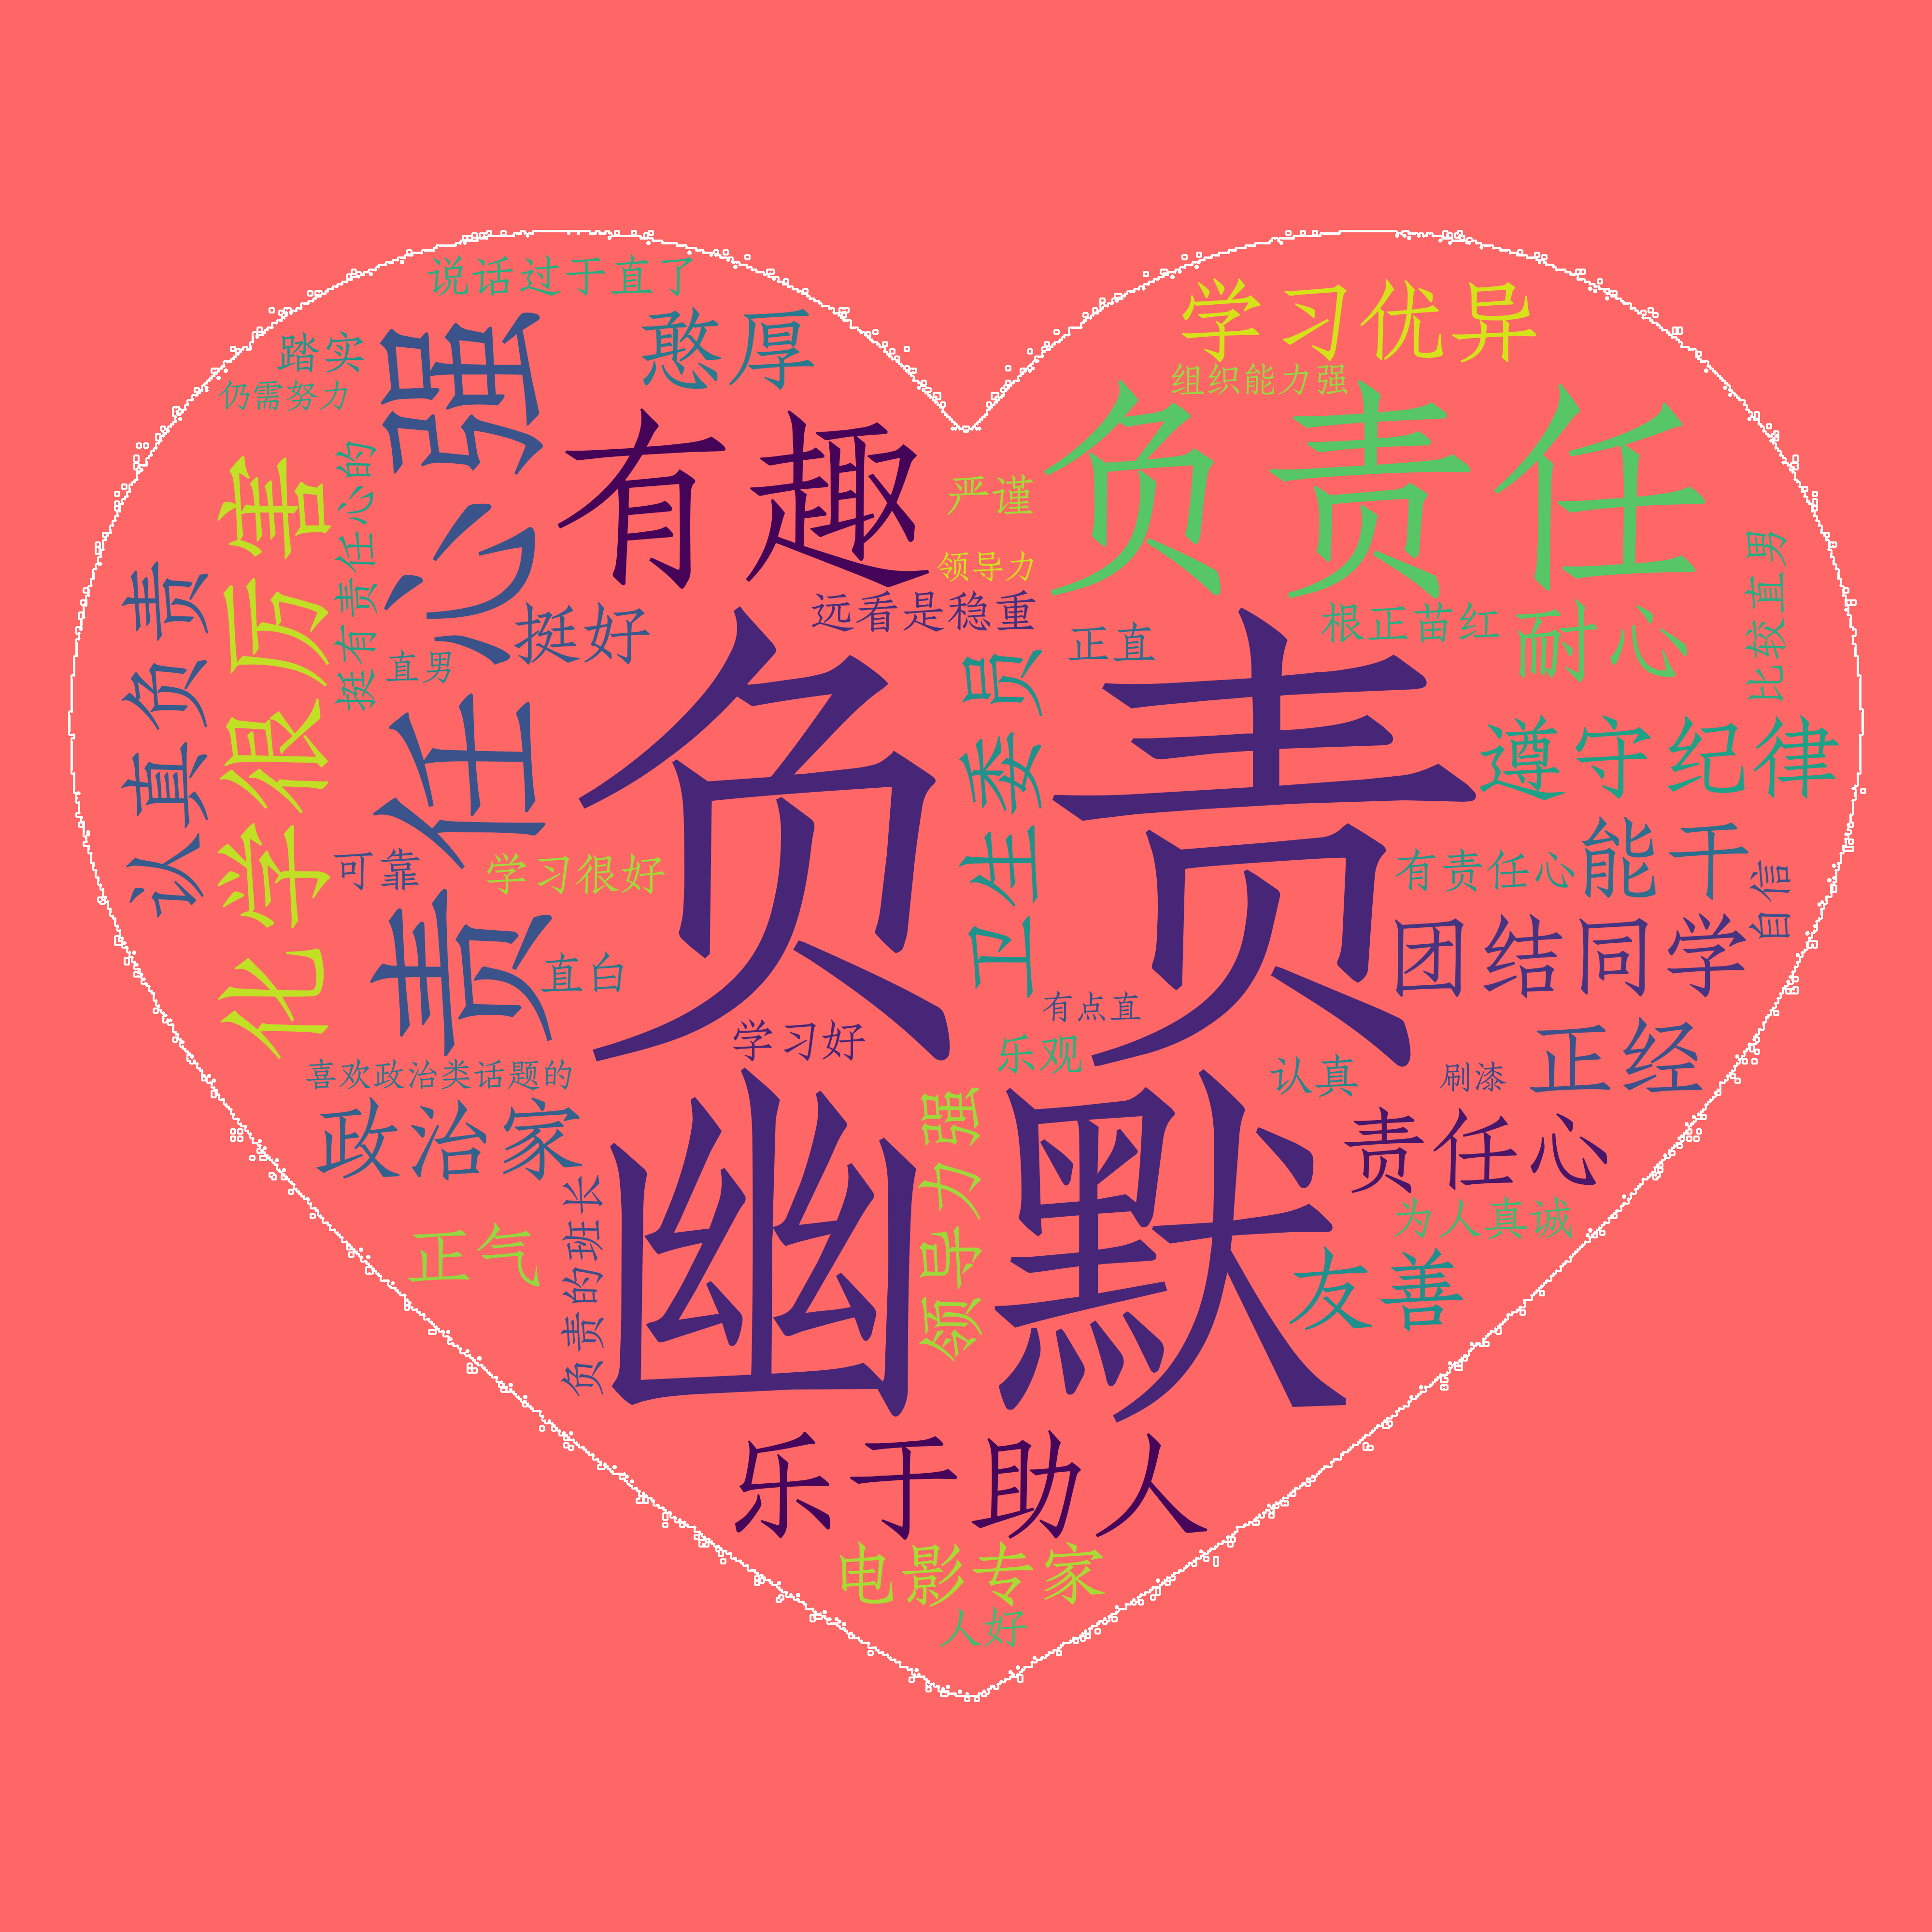 说话过于直了
学习优异
踏实
憨厚
组织能力强
仍需努力
责任心强
有趣
负责任
严谨
化学假厉害
挺有责任心的
领导力
认真负责
挺好
远看是稳重
正直
根正苗红
耐心
比较直男
直男
负责
卫生委员
遵守纪律
可靠
学习很好
有责任心
能干
自信
直白
团结同学
有点直
学习好
乐观
正经
喜欢政治类话题的
认真
刷漆
政治家
幽默
领导力强
责任心
负责的班长
为人真诚
正气
友善
乐于助人
电影专家
人好